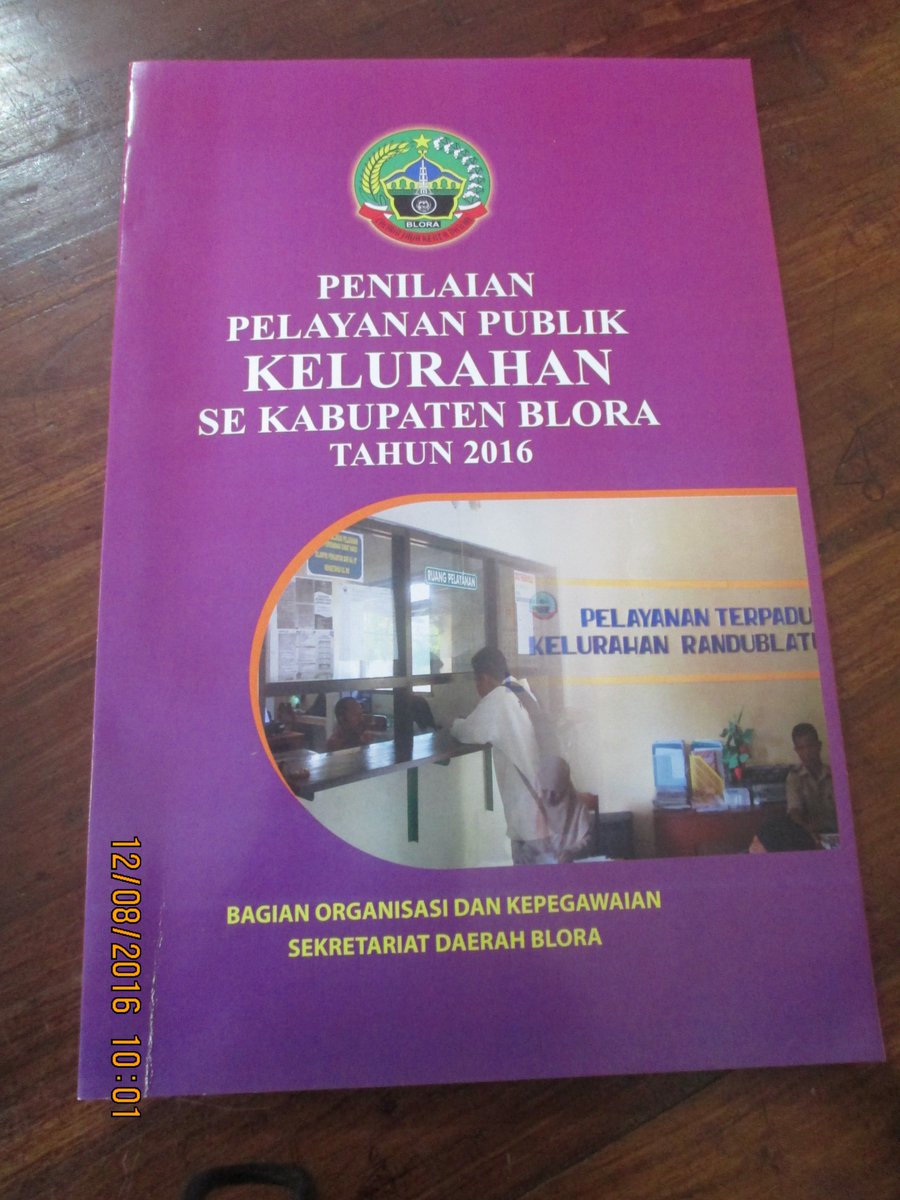 BLORA
PENILAIAN
PELAYANAN PUBLIK
KELURAHAN
SE KABUPATEN BLORA
TAHUN 2016
RUANG PELAYANAN
PELAYANAN TERPADU
KELURAHAN RANDUBLATU
BAGIAN ORGANISASI DAN KEPEGAWAIAN
SEKRETARIAT DAERAH BLORA
12/08/2016 10:01